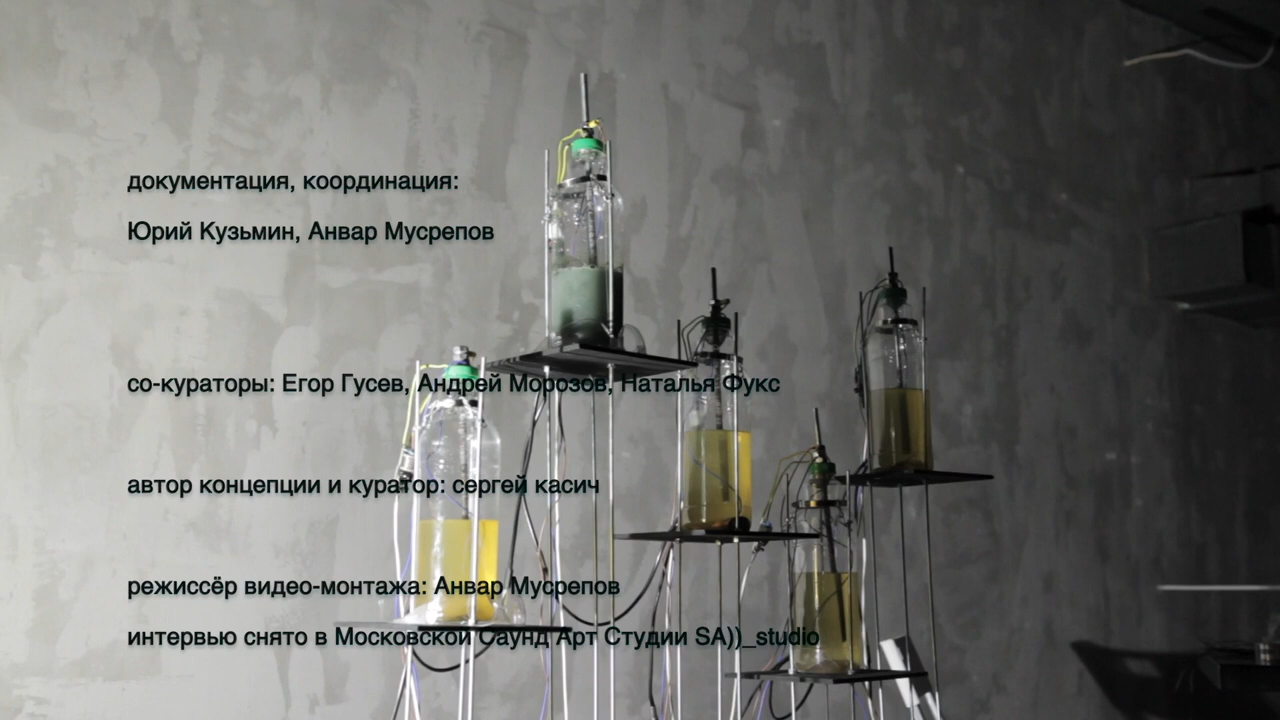 документация, координация:
Юрий Кузьмин, Анвар Мусрепов
со-кураторы: Егор Гусев, Андрей Морозов, Наталья Фукс
автор концепции и куратор: сергей касич
режиссёр видео-монтажа: Анвар Мусрепов
интервью снято в Московской Саунд Арт Студии SA))_studio